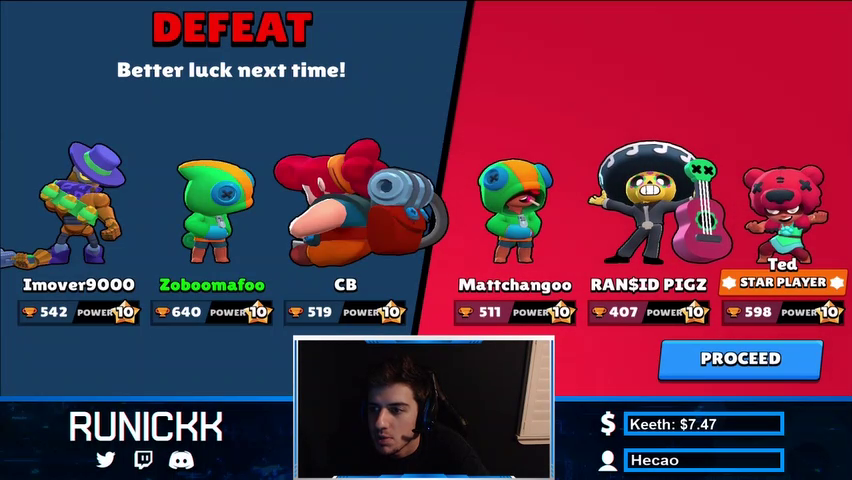 DEFEAT
Better luck next time!
Imover9000
Zoboomafoo
CB
Mattchangoo
RAN$ID PIGZ
Ted
STAR PLAYER
542 POWER 10
640 POWER 10
519 POWER 10
511 POWER 10
407 POWER 10
598 POWER 10
PROCEED
RUNICKK
$ Keeth: $7.47
Hecao